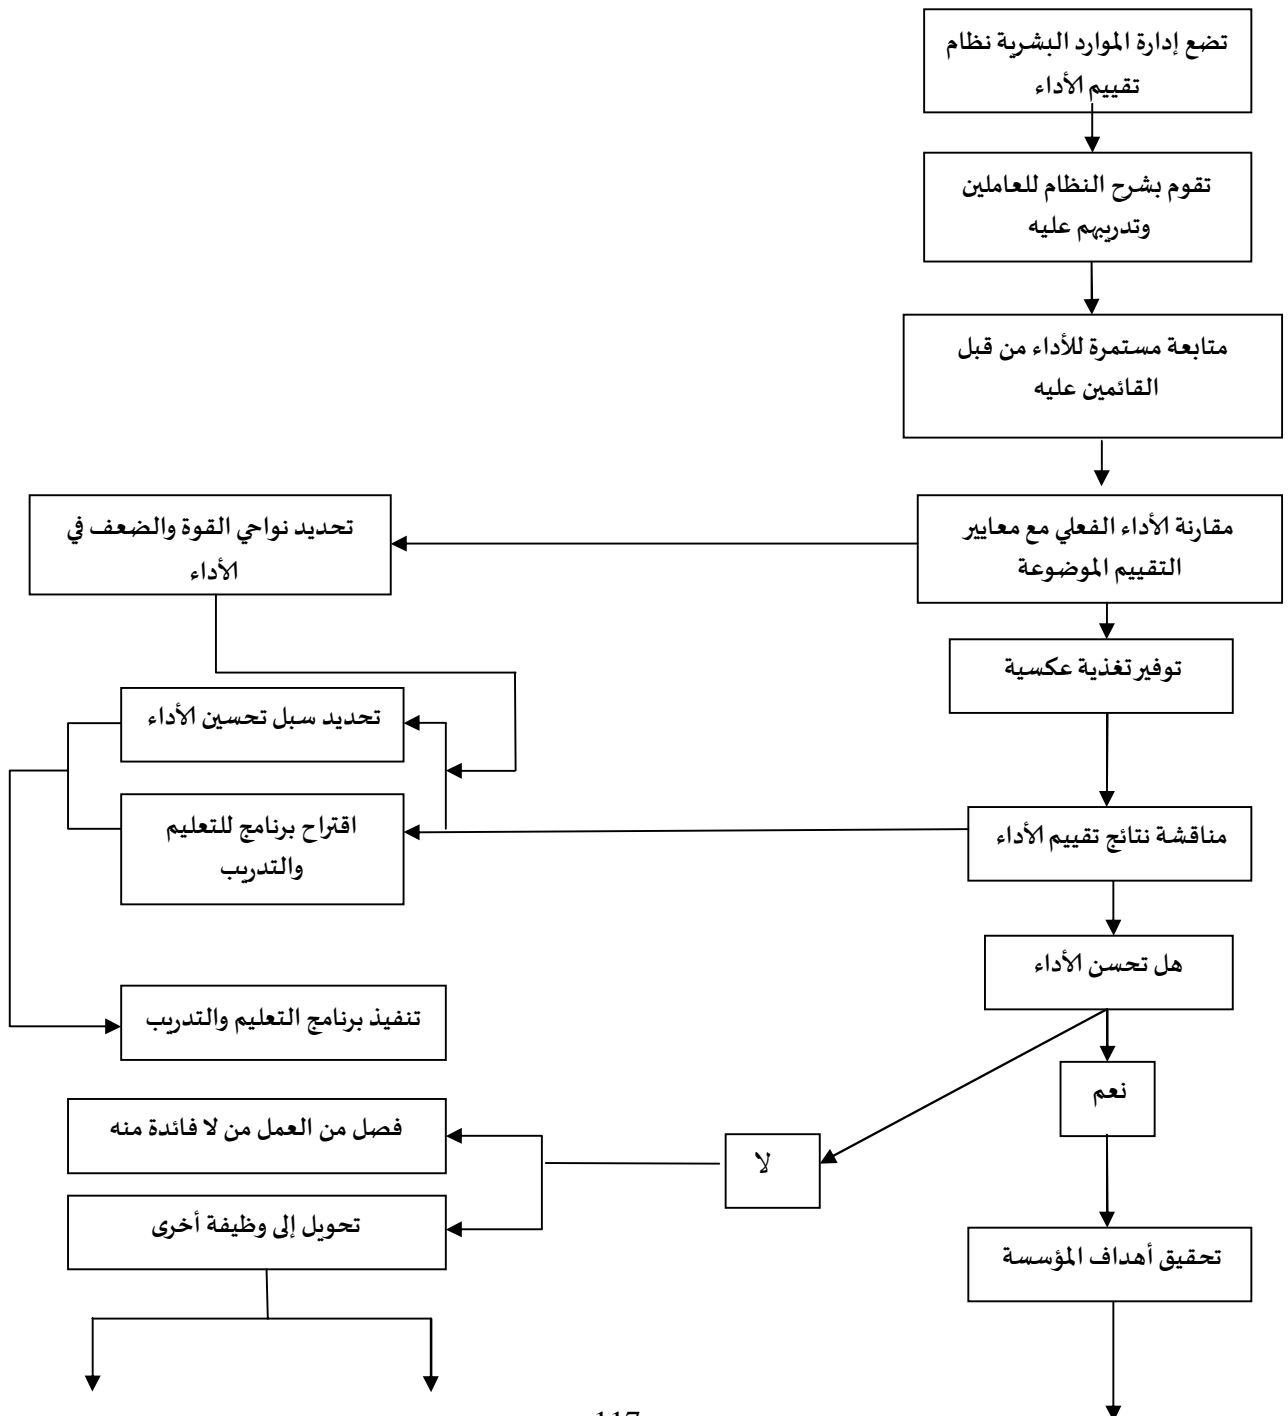 تضع إدارة الموارد البشرية نظام
تقييم الأداء
تقوم بشرح النظام للعاملين
وتدريبهم عليه
متابعة مستمرة للأداء من قبل
القائمين عليه
مقارنة الأداء الفعلي مع معايير
التقييم الموضوعة
تحديد نواحي القوة والضعف في
الأداء
توفير تغذية عكسية
تحديد سبل تحسين الأداء
اقتراح برنامج للتعليم
والتدريب
مناقشة نتائج تقييم الأداء
هل تحسن الأداء
تنفيذ برنامج التعليم والتدريب
نعم
لا
فصل من العمل من لا فائدة منه
تحويل إلى وظيفة أخرى
تحقيق أهداف المؤسسة